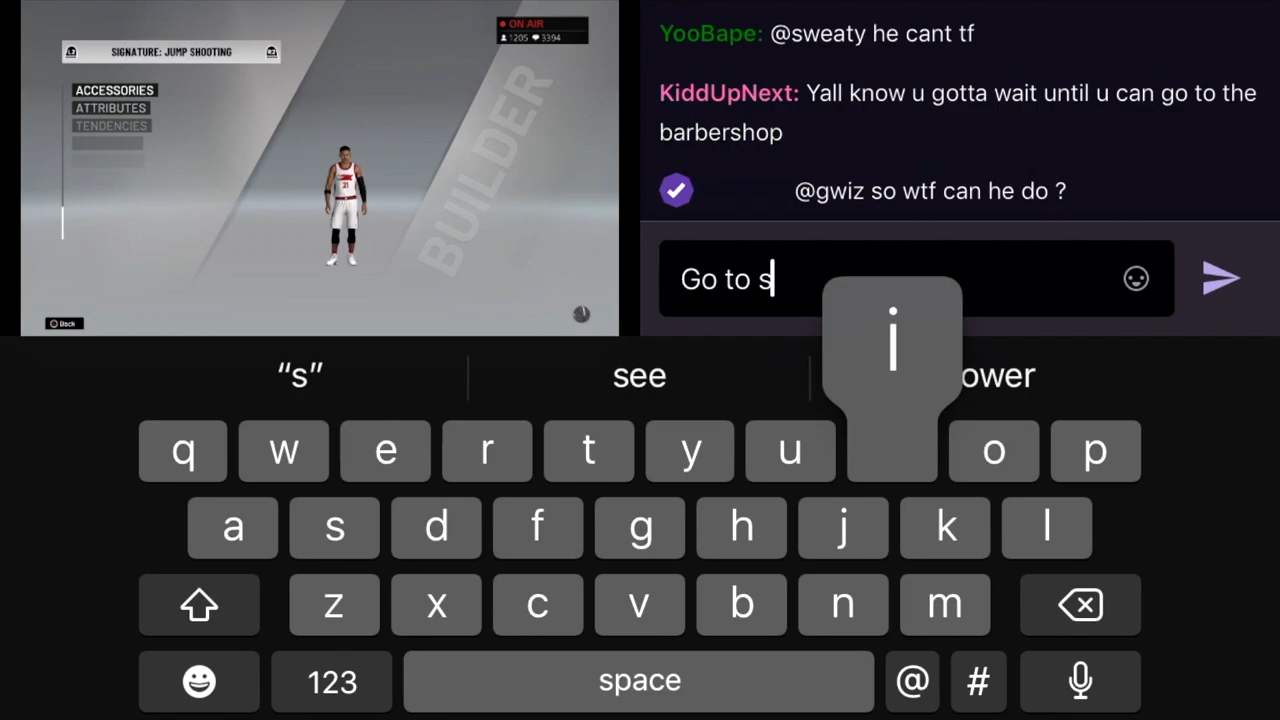 ON AIR
1205 3394
SIGNATURE: JUMP SHOOTING
ACCESSORIES
ATTRIBUTES
TENDENCIES
BUILDER
31
Back
YooBape: @sweaty he cant tf
KiddUpNext: Yall know u gotta wait until u can go to the
barbershop
@gwiz so wtf can he do ?
Go to s
i
“s” see ower
q w e r t y u o p
a s d f g h j k l
z x c v b n m
123 space @ #